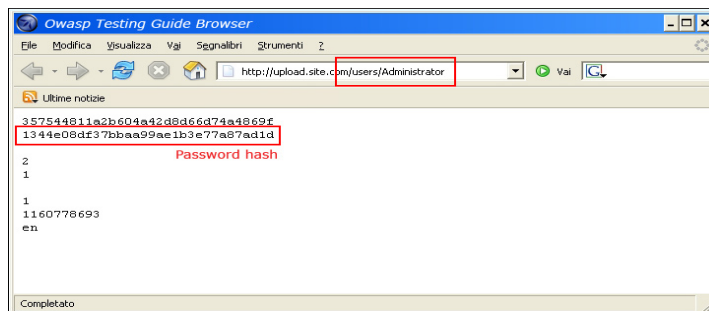 Owasp Testing Guide Browser
File Modifica Visualizza Vai Segnalibri Strumenti ?
http://upload.site.com/users/Administrator Vai G
Ultime notizie
357544811a2b604a42d8d66d74a4869f
1344e08df37bbaa99ae1b3e77a87ad1d
Password hash
2
1
1
1160778693
en
Completato